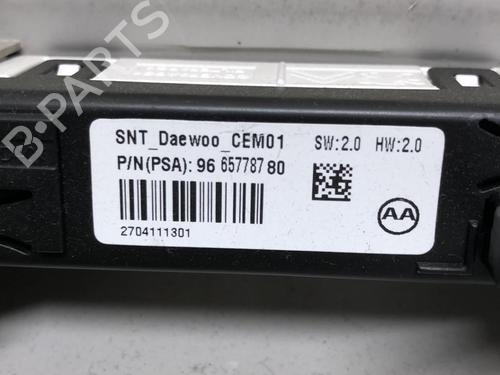 SNT_Daewoo_CEM01 SW:2.0 HW:2.0
P/N(PSA): 96 657787 80
AA
2704111301
B-PARTS